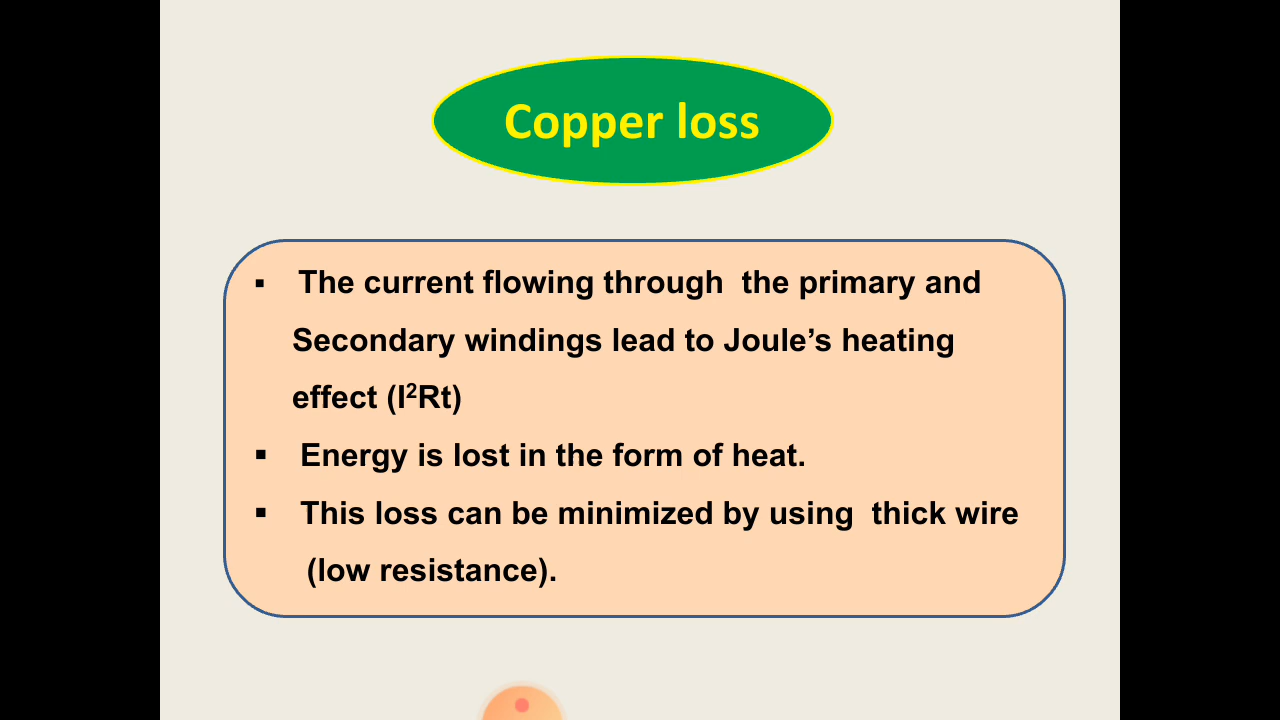 Copper loss
▪ The current flowing through the primary and
Secondary windings lead to Joule’s heating
effect (I²Rt)
▪ Energy is lost in the form of heat.
▪ This loss can be minimized by using thick wire
(low resistance).